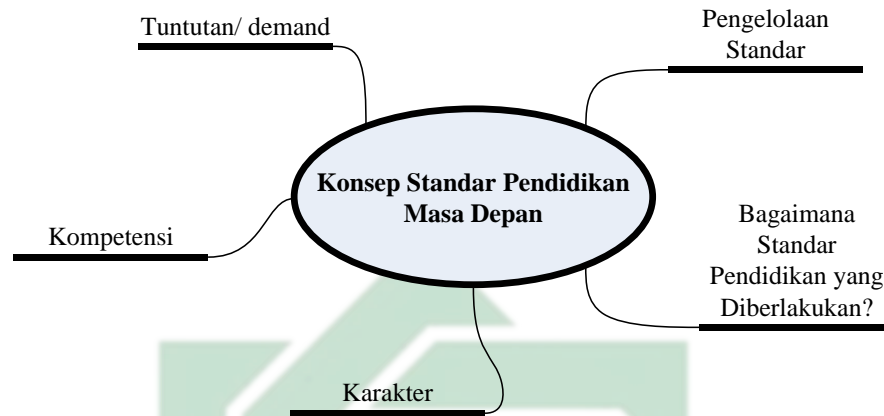 Tuntutan/ demand
Pengelolaan
Standar
Konsep Standar Pendidikan
Masa Depan
Kompetensi
Bagaimana
Standar
Pendidikan yang
Diberlakukan?
Karakter